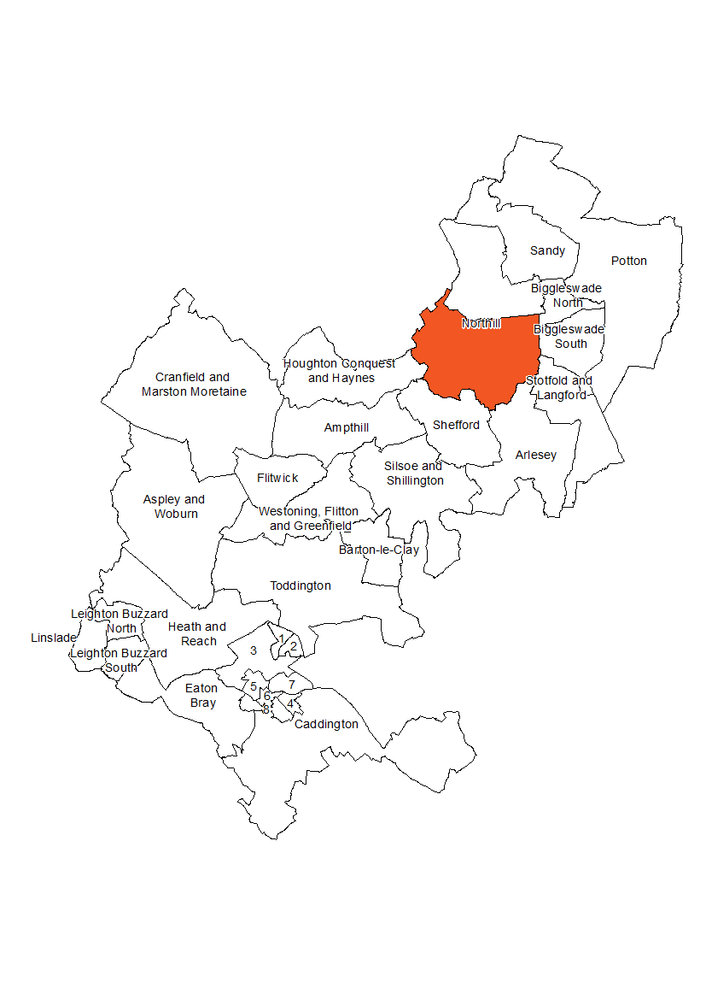 Sandy
Potton
Biggleswade
North
Northill
Biggleswade
South
Houghton Conquest
and Haynes
Cranfield and
Marston Moretaine
Stotfold and
Langford
Ampthill
Shefford
Arlesey
Flitwick
Silsoe and
Shillington
Aspley and
Woburn
Westoning, Flitton
and Greenfield
Barton-le-Clay
Toddington
Leighton Buzzard
North
Linslade
Heath and
Reach
1
2
3
Leighton Buzzard
South
Eaton
Bray
5
7
6
4
8
Caddington